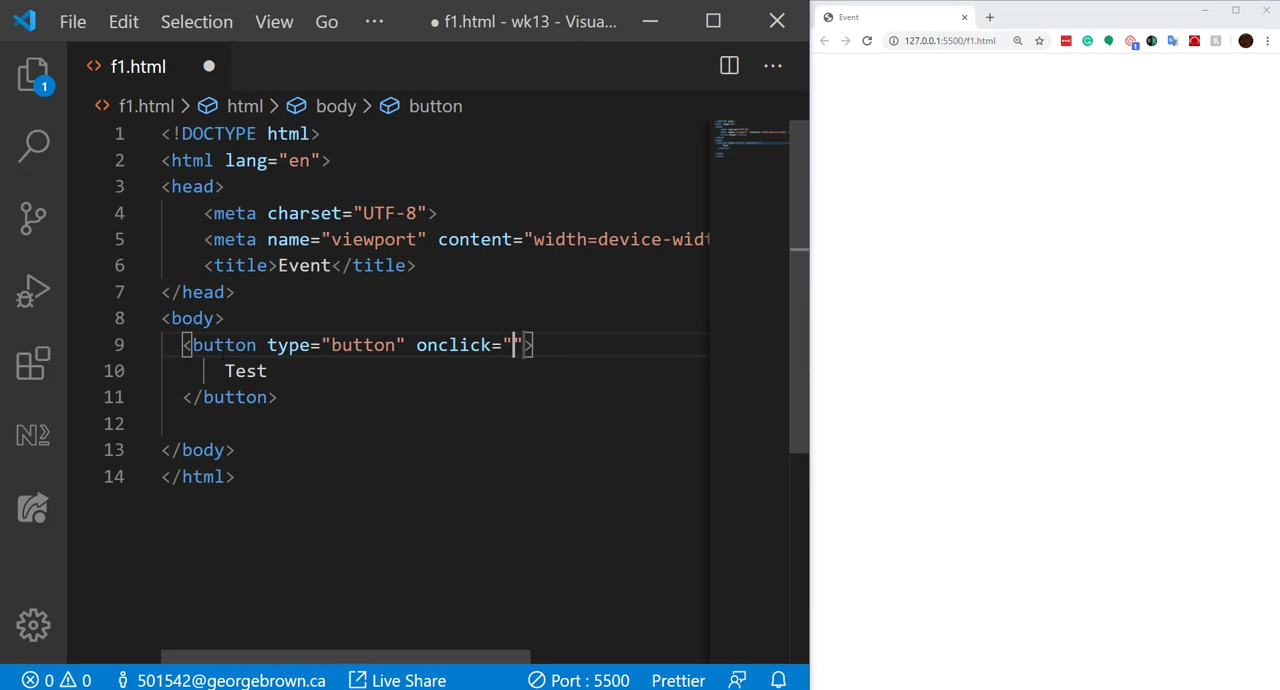 File Edit Selection View Go ··· ● f1.html - wk13 - Visua...
f1.html ●
f1.html > html > body > button
1 <!DOCTYPE html>
2 <html lang="en">
3 <head>
4 <meta charset="UTF-8">
5 <meta name="viewport" content="width=device-widt
6 <title>Event</title>
7 </head>
8 <body>
9 <button type="button" onclick="">
10 Test
11 </button>
12
13 </body>
14 </html>
1
0 0 501542@georgebrown.ca Live Share Port : 5500 Prettier
Event
127.0.0.1:5500/f1.html
1